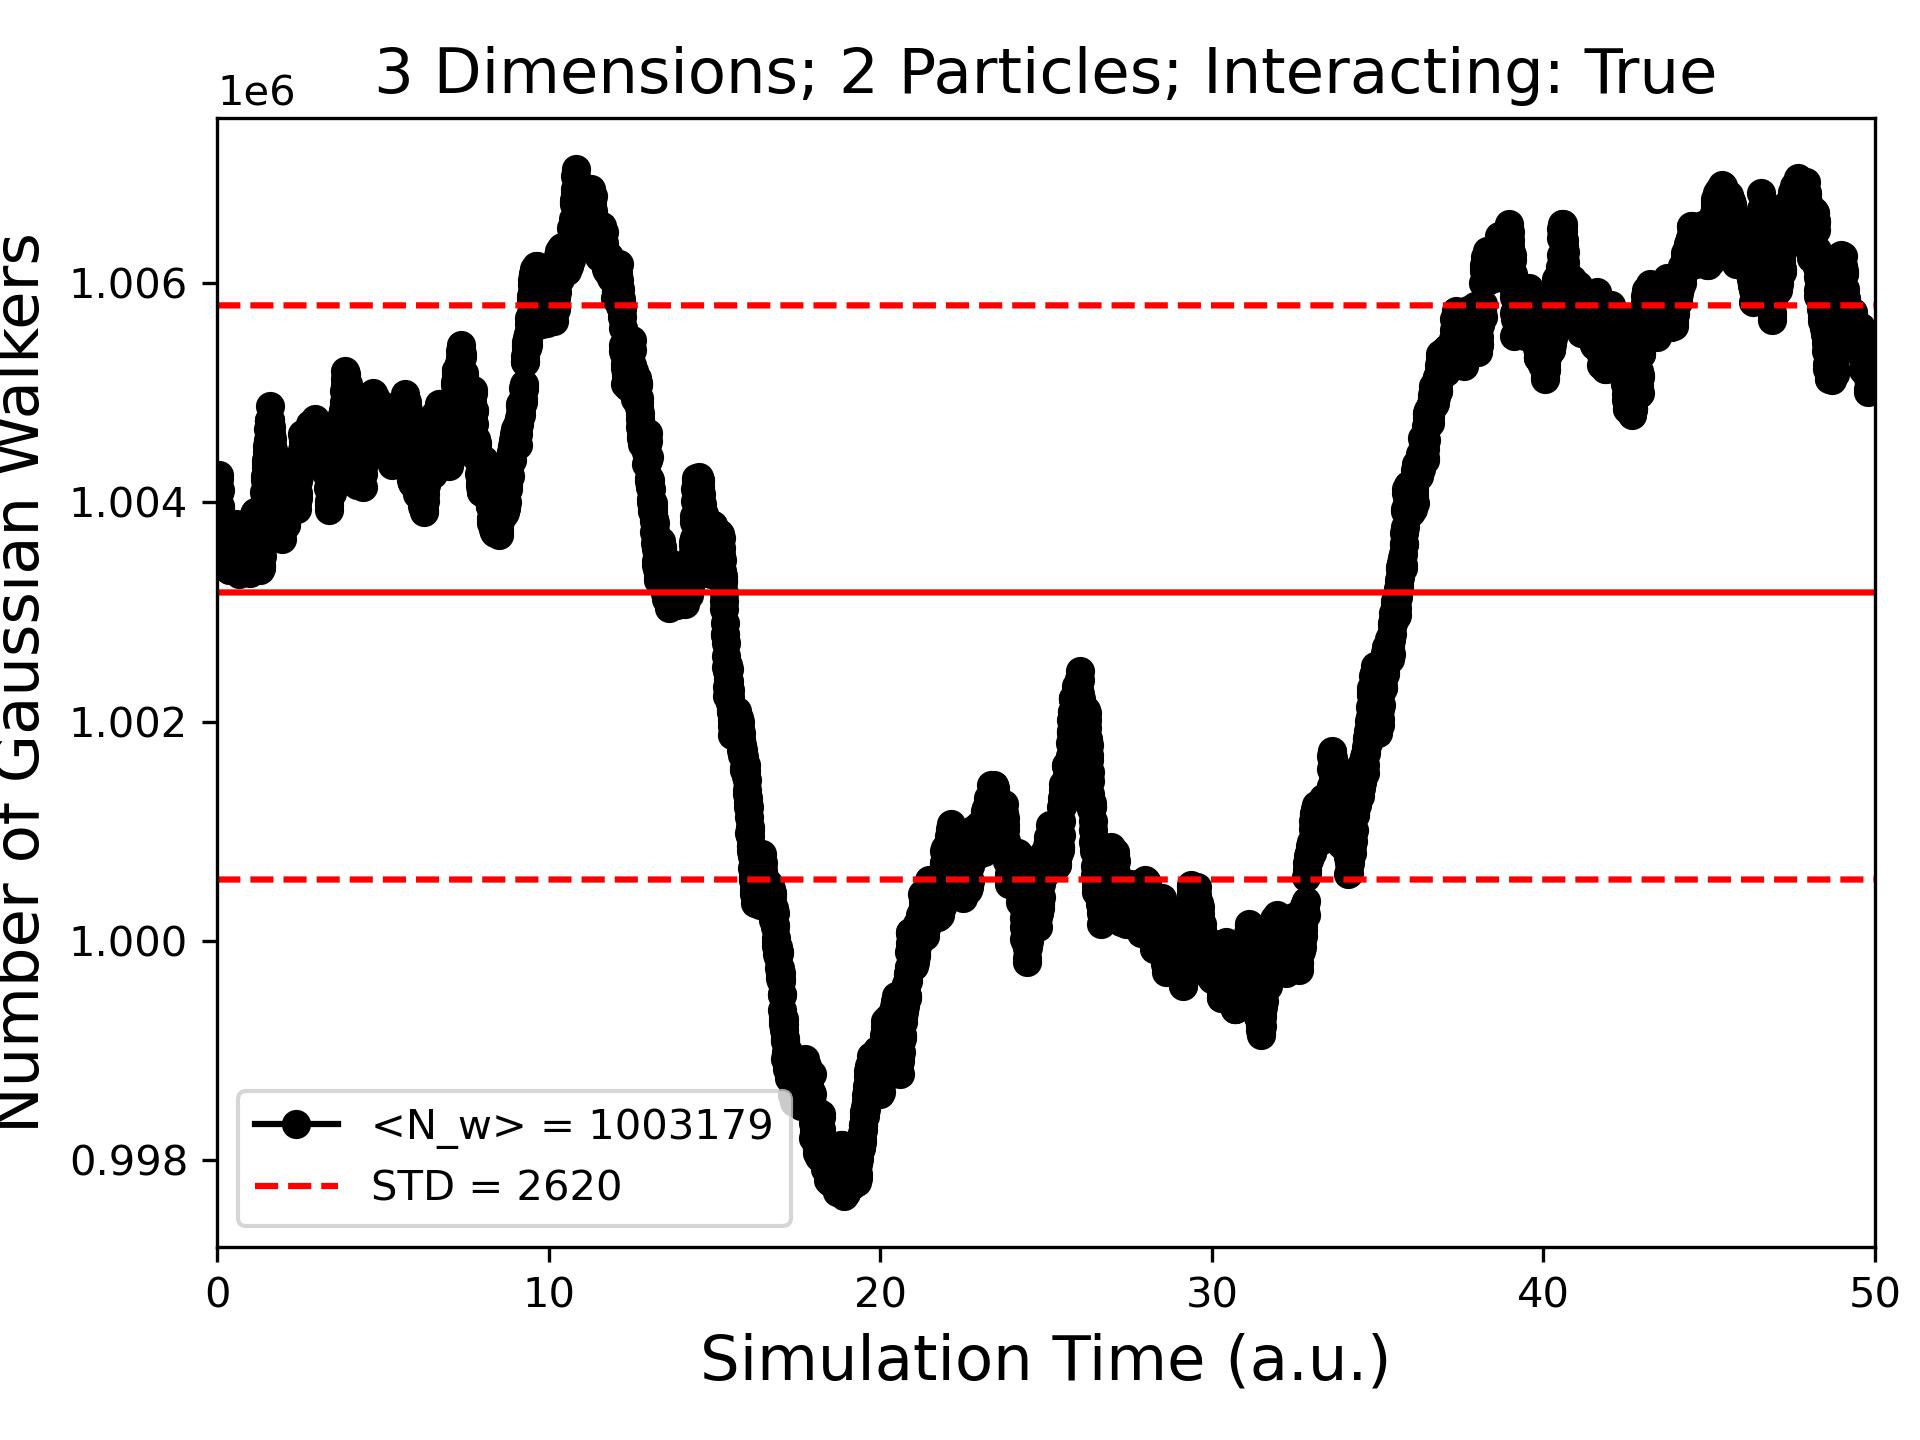 3 Dimensions; 2 Particles; Interacting: True
1e6
Number of Gaussian Walkers
1.006
1.004
1.002
1.000
0.998
<N_w> = 1003179
STD = 2620
0 10 20 30 40 50
Simulation Time (a.u.)